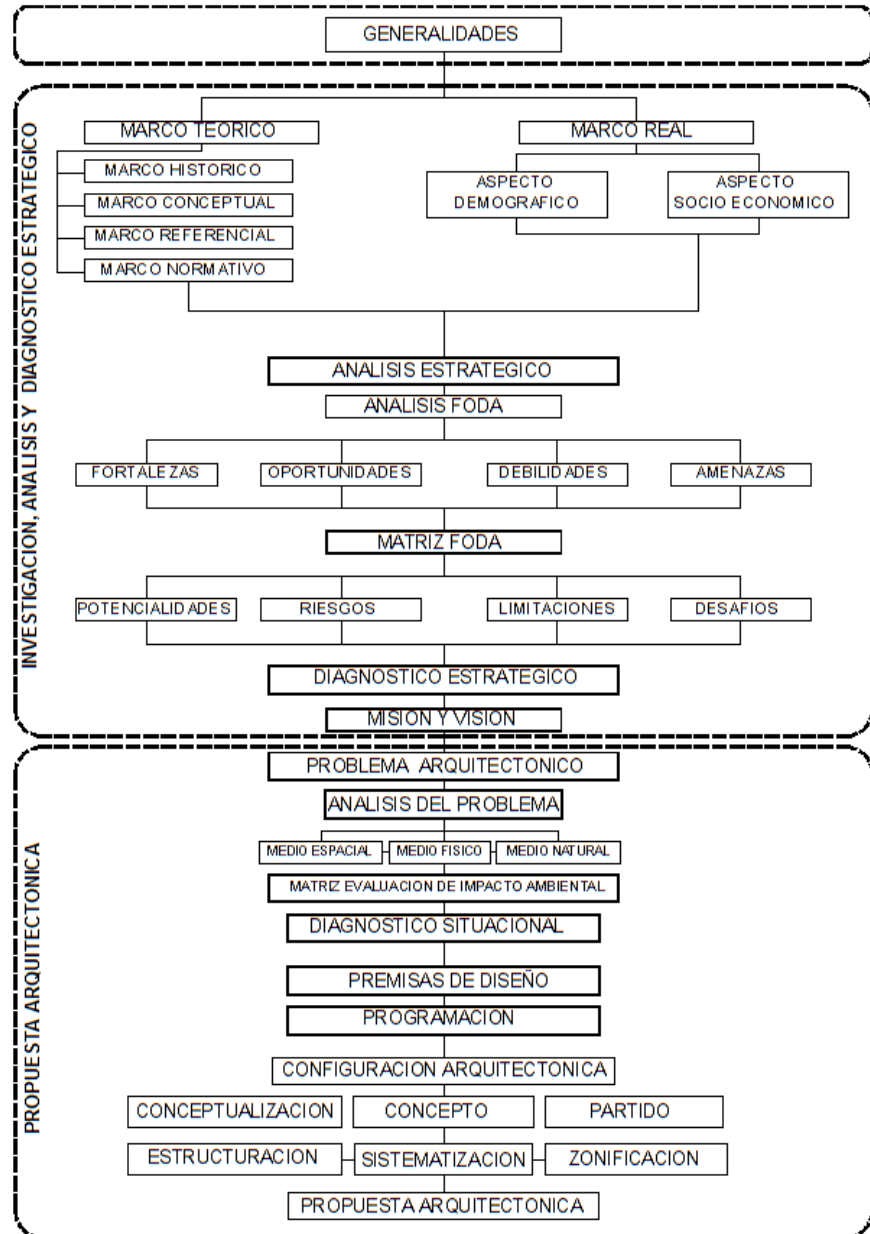 GENERALIDADES
INVESTIGACION, ANALISIS Y DIAGNOSTICO ESTRATEGICO
MARCO TEORICO
MARCO REAL
MARCO HISTORICO
MARCO CONCEPTUAL
MARCO REFERENCIAL
MARCO NORMATIVO
ASPECTO
DEMOGRAFICO
ASPECTO
SOCIO ECONOMICO
ANALISIS ESTRATEGICO
ANALISIS FODA
FORTALEZAS
OPORTUNIDADES
DEBILIDADES
AMENAZAS
MATRIZ FODA
POTENCIALIDADES
RIESGOS
LIMITACIONES
DESAFIOS
DIAGNOSTICO ESTRATEGICO
MISION Y VISION
PROPUESTA ARQUITECTONICA
PROBLEMA ARQUITECTONICO
ANALISIS DEL PROBLEMA
MEDIO ESPACIAL
MEDIO FISICO
MEDIO NATURAL
MATRIZ EVALUACION DE IMPACTO AMBIENTAL
DIAGNOSTICO SITUACIONAL
PREMISAS DE DISEÑO
PROGRAMACION
CONFIGURACION ARQUITECTONICA
CONCEPTUALIZACION
CONCEPTO
PARTIDO
ESTRUCTURACION
SISTEMATIZACION
ZONIFICACION
PROPUESTA ARQUITECTONICA